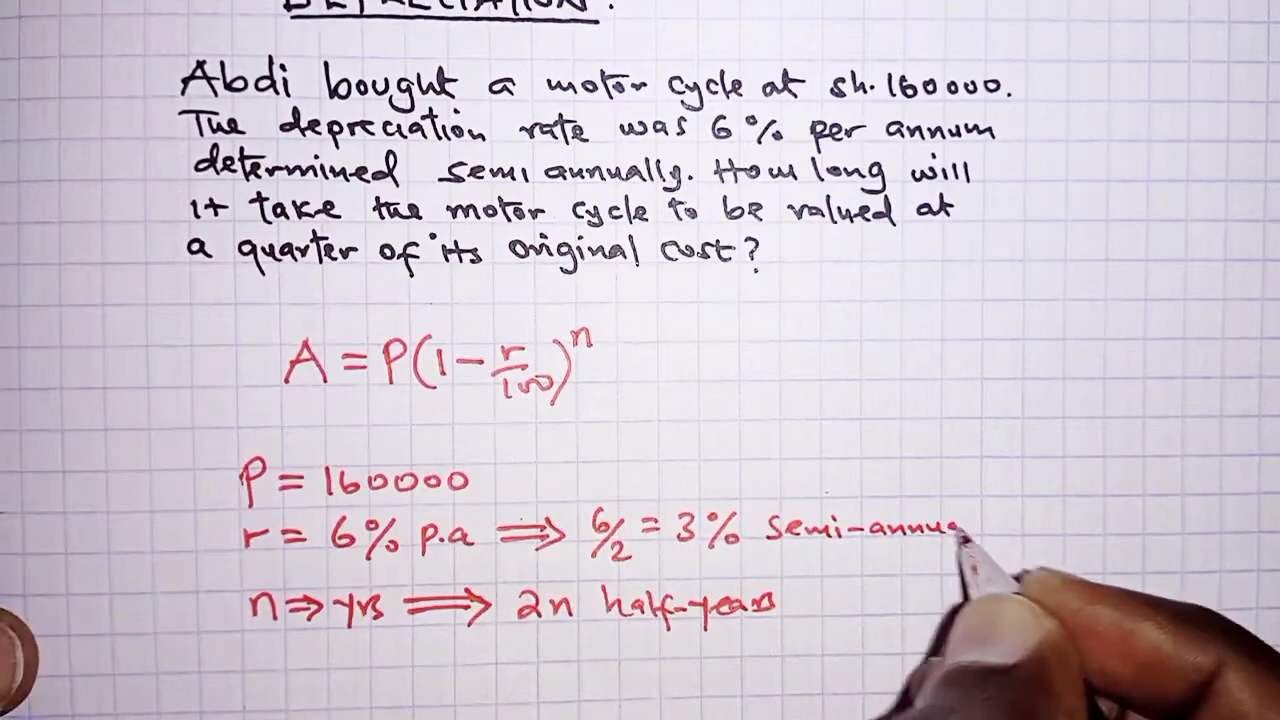 DEPRECIATION.
Abdi bought a motor cycle at sh. 160000.
The depreciation rate was 6% per annum
determined semi annually. How long will
it take the motor cycle to be valued at
a quarter of its original cost?
A = P(1 - r/100)^n
P = 160000
r = 6% p.a ⟹ 6/2 = 3% semi-annua
n ⇒ yrs ⟹ 2n half-years